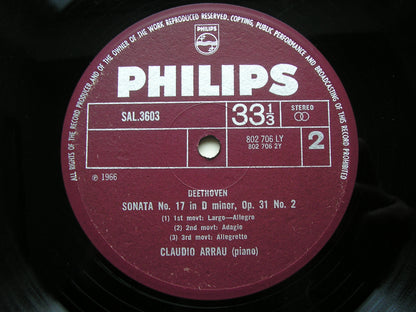 ALL RIGHTS OF THE RECORD PRODUCER AND OF THE OWNER OF THE WORK REPRODUCED RESERVED. COPYING, PUBLIC PERFORMANCE AND BROADCASTING OF THIS RECORD PROHIBITED
PHILIPS
PHILIPS
SAL.3603
33 1/3
STEREO
802 706 LY
802 706 2Y
2
℗ 1966
BEETHOVEN
SONATA No. 17 in D minor, Op. 31 No. 2
(1) 1st movt: Largo—Allegro
(2) 2nd movt: Adagio
(3) 3rd movt: Allegretto
CLAUDIO ARRAU (piano)